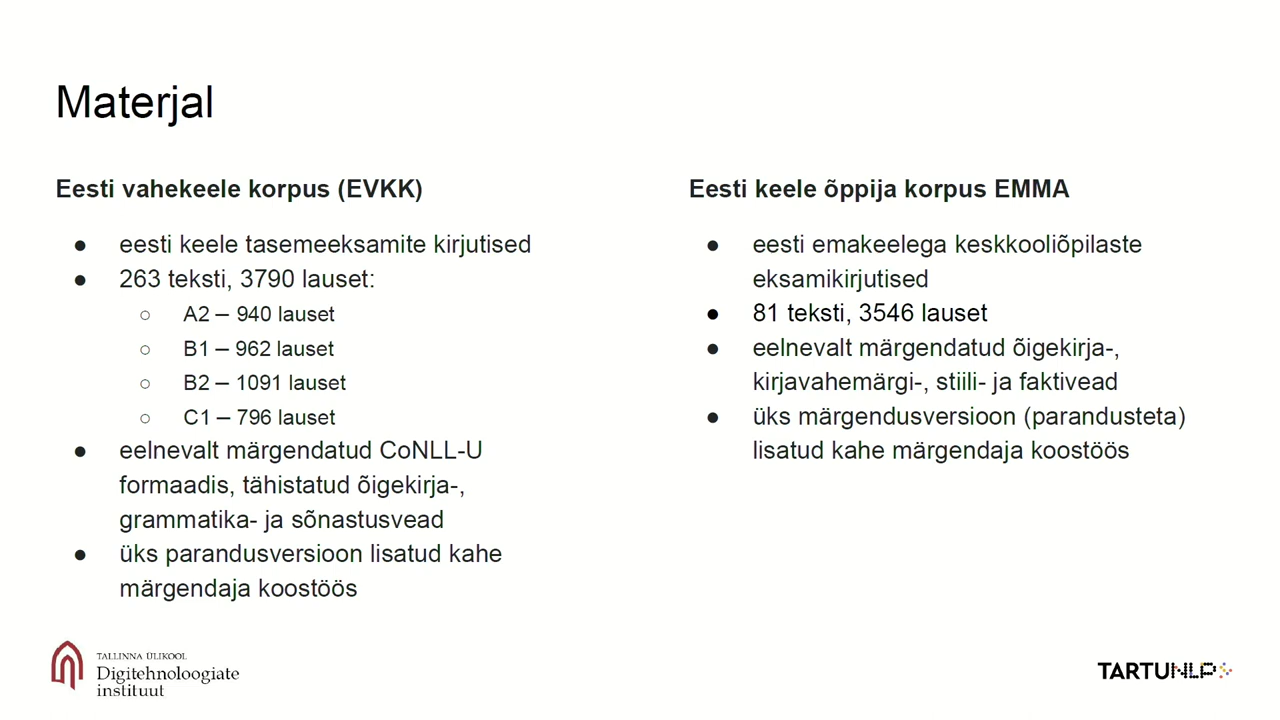 Materjal
Eesti vahekeele korpus (EVKK)
● eesti keele tasemeeksamite kirjutised
● 263 teksti, 3790 lauset:
○ A2 – 940 lauset
○ B1 – 962 lauset
○ B2 – 1091 lauset
○ C1 – 796 lauset
● eelnevalt märgendatud CoNLL-U
formaadis, tähistatud õigekirja-,
grammatika- ja sõnastusvead
● üks parandusversioon lisatud kahe
märgendaja koostöös
Eesti keele õppija korpus EMMA
● eesti emakeelega keskkooliõpilaste
eksamikirjutised
● 81 teksti, 3546 lauset
● eelnevalt märgendatud õigekirja-,
kirjavahemärgi-, stiili- ja faktivead
● üks märgendusversioon (parandusteta)
lisatud kahe märgendaja koostöös
TALLINNA ÜLIKOOL
Digitehnoloogiate
instituut
TARTUNLP